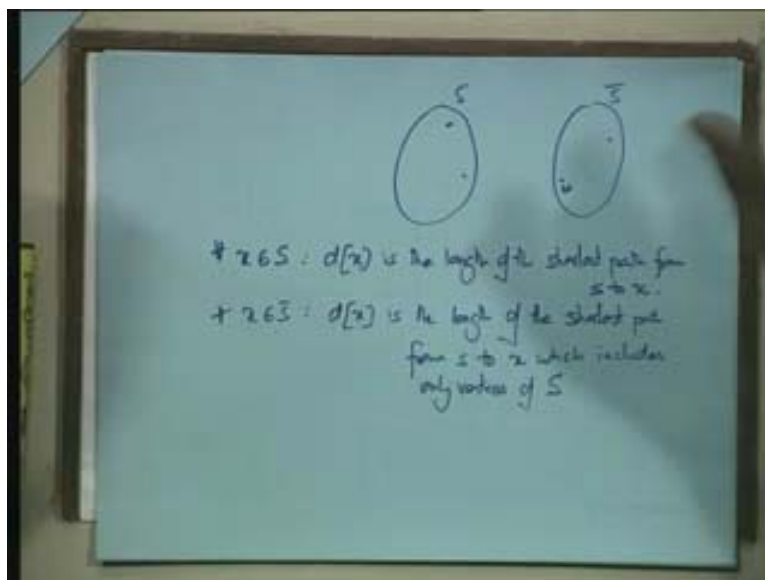 S S̅
* x ∈ S : d[x] is the length of the shortest path from
s to x.
* x ∈ S̅ : d[x] is the length of the shortest path
from s to x which includes
only vertices of S